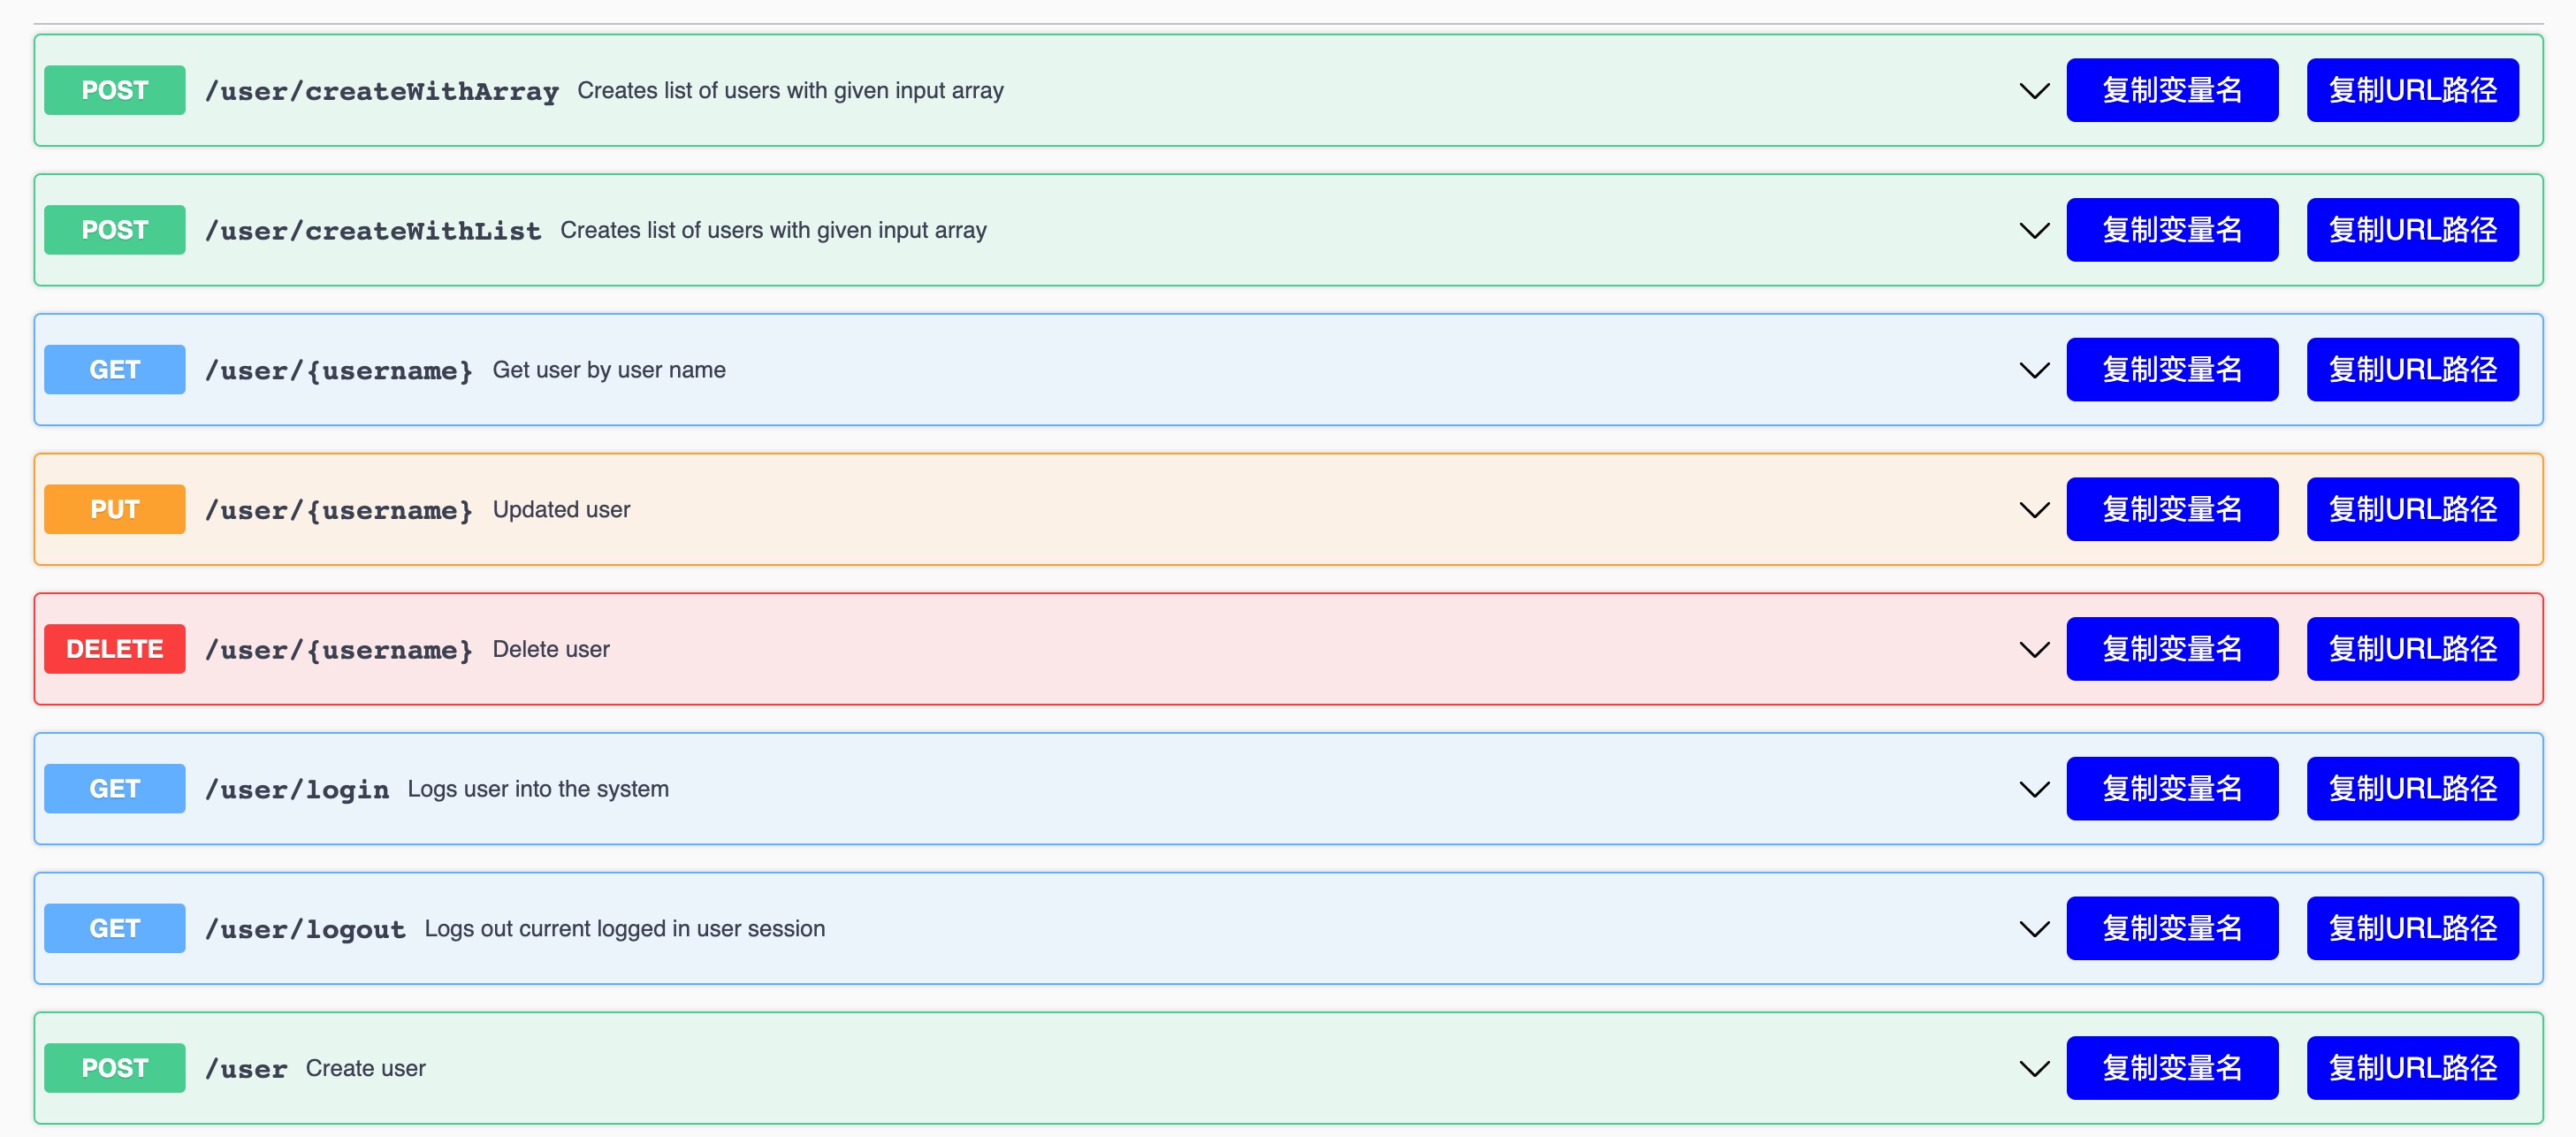 POST /user/createWithArray Creates list of users with given input array 复制变量名 复制URL路径
POST /user/createWithList Creates list of users with given input array 复制变量名 复制URL路径
GET /user/{username} Get user by user name 复制变量名 复制URL路径
PUT /user/{username} Updated user 复制变量名 复制URL路径
DELETE /user/{username} Delete user 复制变量名 复制URL路径
GET /user/login Logs user into the system 复制变量名 复制URL路径
GET /user/logout Logs out current logged in user session 复制变量名 复制URL路径
POST /user Create user 复制变量名 复制URL路径